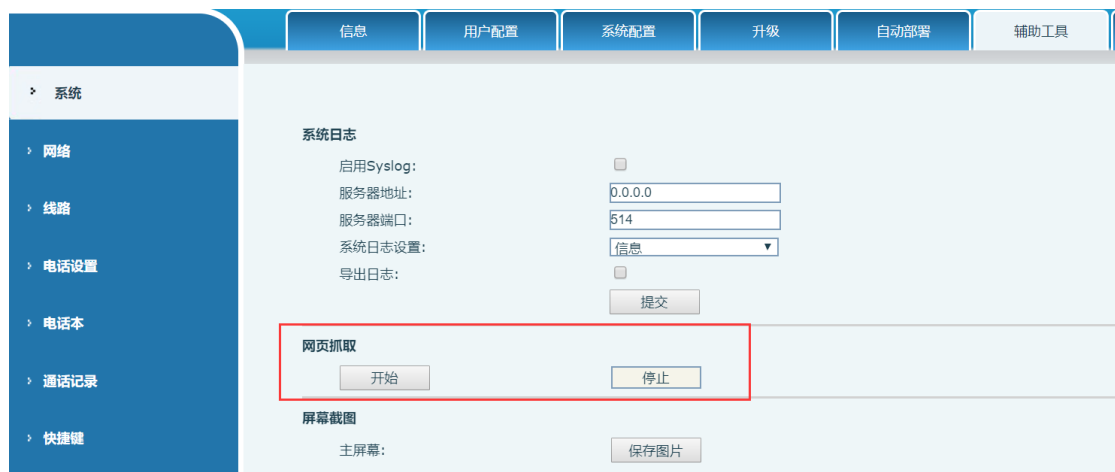 信息 用户配置 系统配置 升级 自动部署 辅助工具
系统
网络
线路
电话设置
电话本
通话记录
快捷键
系统日志
启用Syslog:
服务器地址: 0.0.0.0
服务器端口: 514
系统日志设置: 信息
导出日志:
提交
网页抓取
开始 停止
屏幕截图
主屏幕: 保存图片